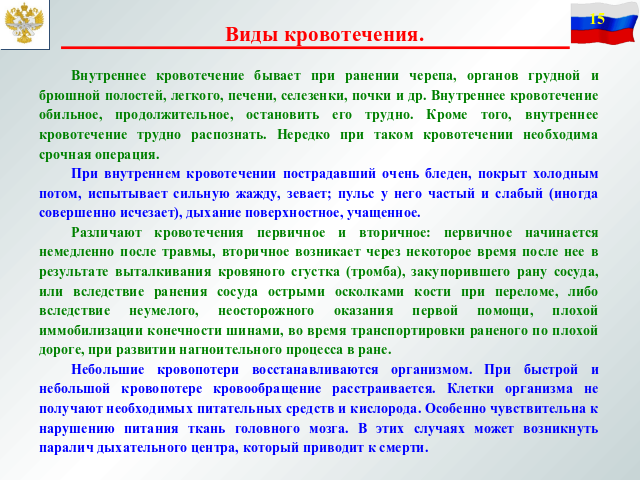 15
Виды кровотечения.
Внутреннее кровотечение бывает при ранении черепа, органов грудной и
брюшной полостей, легкого, печени, селезенки, почки и др. Внутреннее кровотечение
обильное, продолжительное, остановить его трудно. Кроме того, внутреннее
кровотечение трудно распознать. Нередко при таком кровотечении необходима
срочная операция.
При внутреннем кровотечении пострадавший очень бледен, покрыт холодным
потом, испытывает сильную жажду, зевает; пульс у него частый и слабый (иногда
совершенно исчезает), дыхание поверхностное, учащенное.
Различают кровотечения первичное и вторичное: первичное начинается
немедленно после травмы, вторичное возникает через некоторое время после нее в
результате выталкивания кровяного сгустка (тромба), закупорившего рану сосуда,
или вследствие ранения сосуда острыми осколками кости при переломе, либо
вследствие неумелого, неосторожного оказания первой помощи, плохой
иммобилизации конечности шинами, во время транспортировки раненого по плохой
дороге, при развитии нагноительного процесса в ране.
Небольшие кровопотери восстанавливаются организмом. При быстрой и
небольшой кровопотере кровообращение расстраивается. Клетки организма не
получают необходимых питательных средств и кислорода. Особенно чувствительна к
нарушению питания ткань головного мозга. В этих случаях может возникнуть
паралич дыхательного центра, который приводит к смерти.